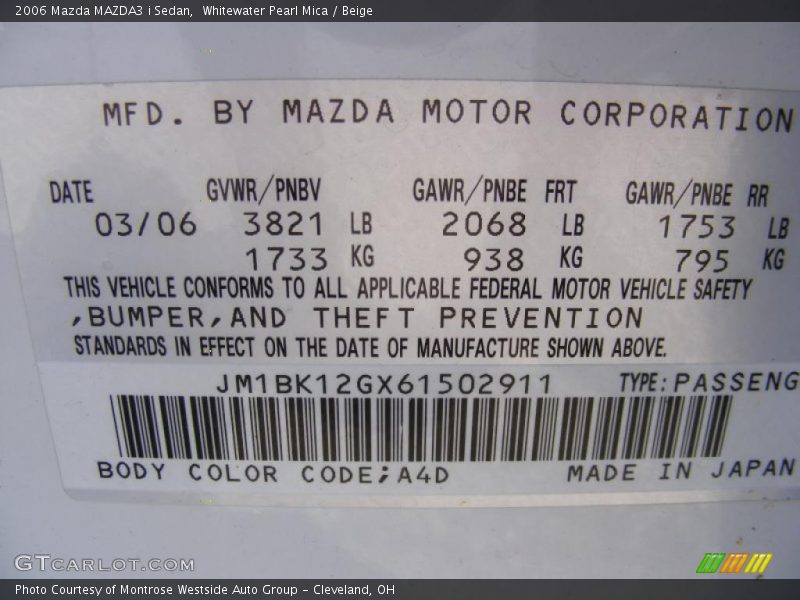 2006 Mazda MAZDA3 i Sedan,  Whitewater Pearl Mica / Beige
MFD. BY MAZDA MOTOR CORPORATION
DATE GVWR/PNBV GAWR/PNBE FRT GAWR/PNBE RR
03/06 3821 LB 2068 LB 1753 LB
1733 KG 938 KG 795 KG
THIS VEHICLE CONFORMS TO ALL APPLICABLE FEDERAL MOTOR VEHICLE SAFETY
,BUMPER,AND THEFT PREVENTION
STANDARDS IN EFFECT ON THE DATE OF MANUFACTURE SHOWN ABOVE.
JM1BK12GX61502911 TYPE:PASSENG
BODY COLOR CODE;A4D MADE IN JAPAN
GTCARLOT.COM
Photo Courtesy of Montrose Westside Auto Group - Cleveland, OH